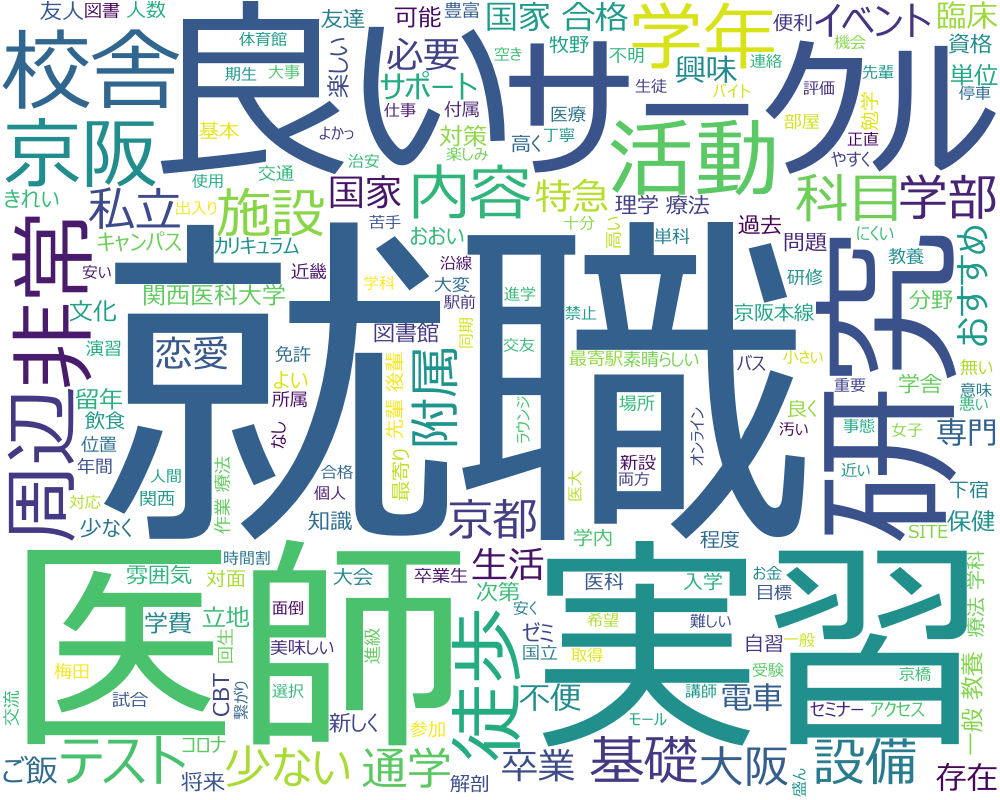 友人
図書
人数
校舎
京阪
良い
体育館
期生
大事
基本
よかっ
楽しい
友達
可能
豊富
必要
サポート
仕事
付属
対策
楽しみ
国家 合格
空き
牧野
不明
医療
高く
丁寧
サークル
学年
興味
生徒
連絡
バイト
機会
便利
イベント
先輩
評価
部屋
勉学
正直
やすく
臨床
資格
単位
停車
きれい
使用
交通
治安
私立
出入り
施設
国家
苦手
内容
特急
十分
活動
理学 療法
高い
単科
過去
問題
科目
学部
にくい
教養
おすすめ
非常
周辺
キャンパス
安い
カリキュラム
近畿
おおい
沿線
大変
駅前
学科
進学
禁止
関西医科大学
文化
演習
恋愛
図書館
免許
よい
所属
なし
先輩 後輩
同期
交友
最寄駅
素晴らしい
京阪本線
研修
分野
バス
小さい
重要
学舎
無い
意味
悪い
留年
飲食
位置
年間
対応
人間
関西
少なく
作業 療法
就職
附属
最寄り
合格
個人
知識
ラウンジ
場所
新設
両方
オンライン
良く
汚い
研究
事態
女子
近い
専門
下宿
保健
SITE
京都
医大
学内
程度
時間割
雰囲気
対面
大会
卒業生
生活
次第
医科
入学
お金
目標
学科
療法
学費
立地
回生
面倒
美味しい
進級
安く
ゼミ
国立
希望
取得
難しい
自習
一般
受験
京橋
梅田
試合
CBT
繋がり
選択
医師
徒歩
不便
実習
講師
電車
セミナー
アクセス
一般 教養
交流
新しく
参加
モール
ご飯
テスト
コロナ
将来
少ない
通学
解剖
卒業
基礎
大阪
盛ん
設備
存在